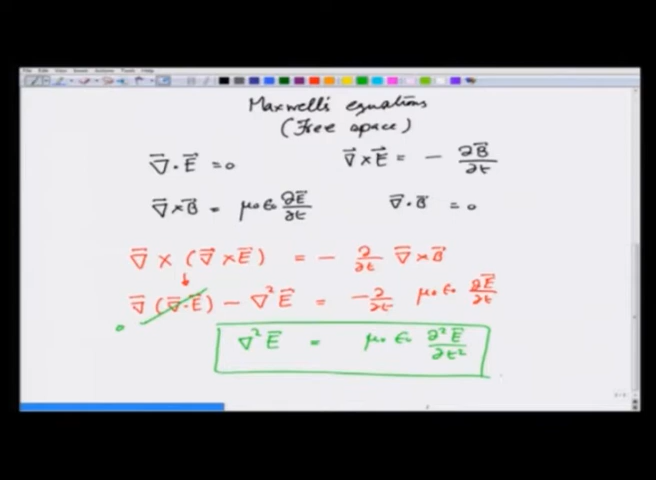 Maxwell's equations
(Free space)
∇⃗·E⃗ = 0    ∇⃗×E⃗ = − ∂B⃗/∂t
∇⃗×B⃗ = μ₀ε₀ ∂E⃗/∂t    ∇⃗·B⃗ = 0
∇⃗ × (∇⃗×E⃗) = − ∂/∂t ∇⃗×B⃗
∇⃗(∇⃗·E⃗) − ∇²E⃗ = −∂/∂t μ₀ε₀ ∂E⃗/∂t
0
∇²E⃗ = μ₀ε₀ ∂²E⃗/∂t²